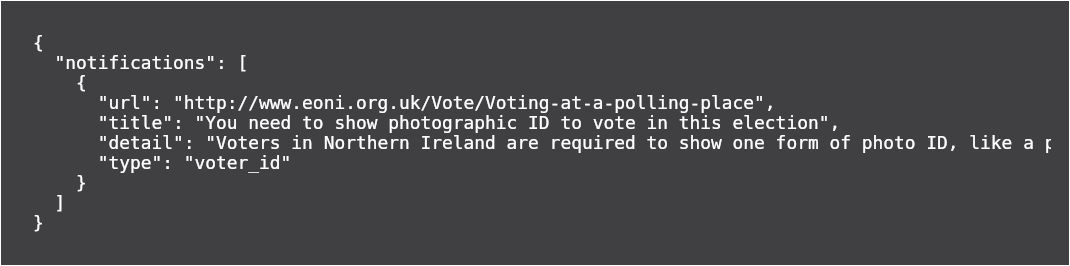 {
  "notifications": [
    {
      "url": "http://www.eoni.org.uk/Vote/Voting-at-a-polling-place",
      "title": "You need to show photographic ID to vote in this election",
      "detail": "Voters in Northern Ireland are required to show one form of photo ID, like a
      "type": "voter_id"
    }
  ]
}